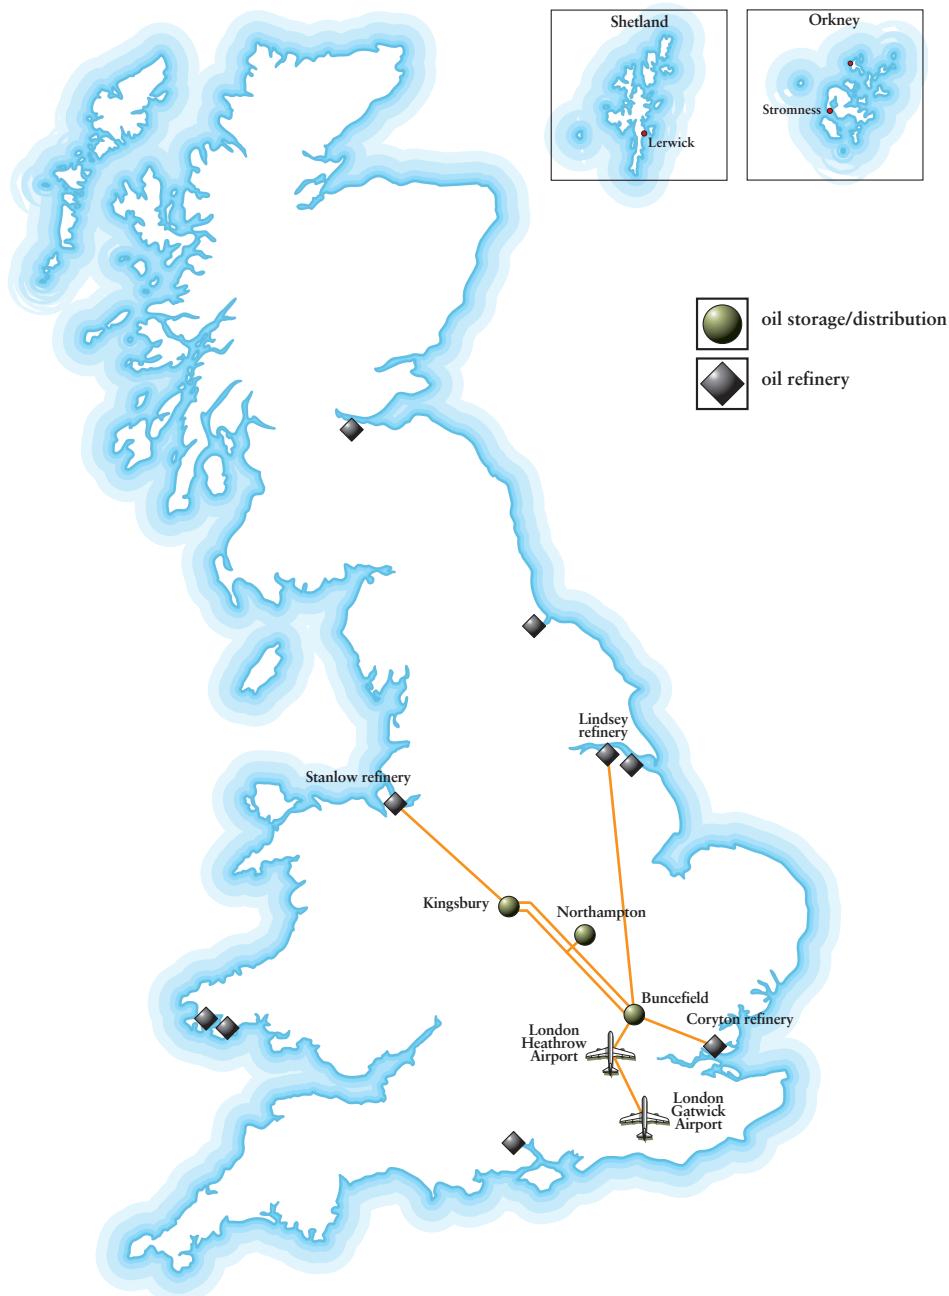 Shetland
Orkney
Stromness
Lerwick
oil storage/distribution
oil refinery
Lindsey
refinery
Stanlow refinery
Kingsbury
Northampton
Buncefield
Coryton refinery
London
Heathrow
Airport
London
Gatwick
Airport